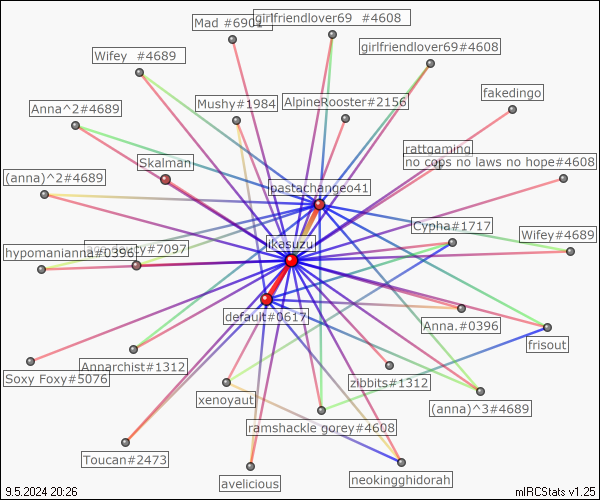 Mad #6901
girlfriendlover69 #4608
girlfriendlover69#4608
Wifey #4689
fakedingo
Anna^2#4689
Mushy#1984
AlpineRooster#2156
rattgaming
Skalman
no cops no laws no hope#4608
(anna)^2#4689
pastachangeo41
Cypha#1717
Wifey#4689
hypomanianna#0396
#7097
ikasuzu
default#0617
Anna.#0396
frisout
Annarchist#1312
Soxy Foxy#5076
zibbits#1312
xenoyaut
(anna)^3#4689
ramshackle gorey#4608
Toucan#2473
avelicious
neokingghidorah
9.5.2024 20:26
mIRCStats v1.25